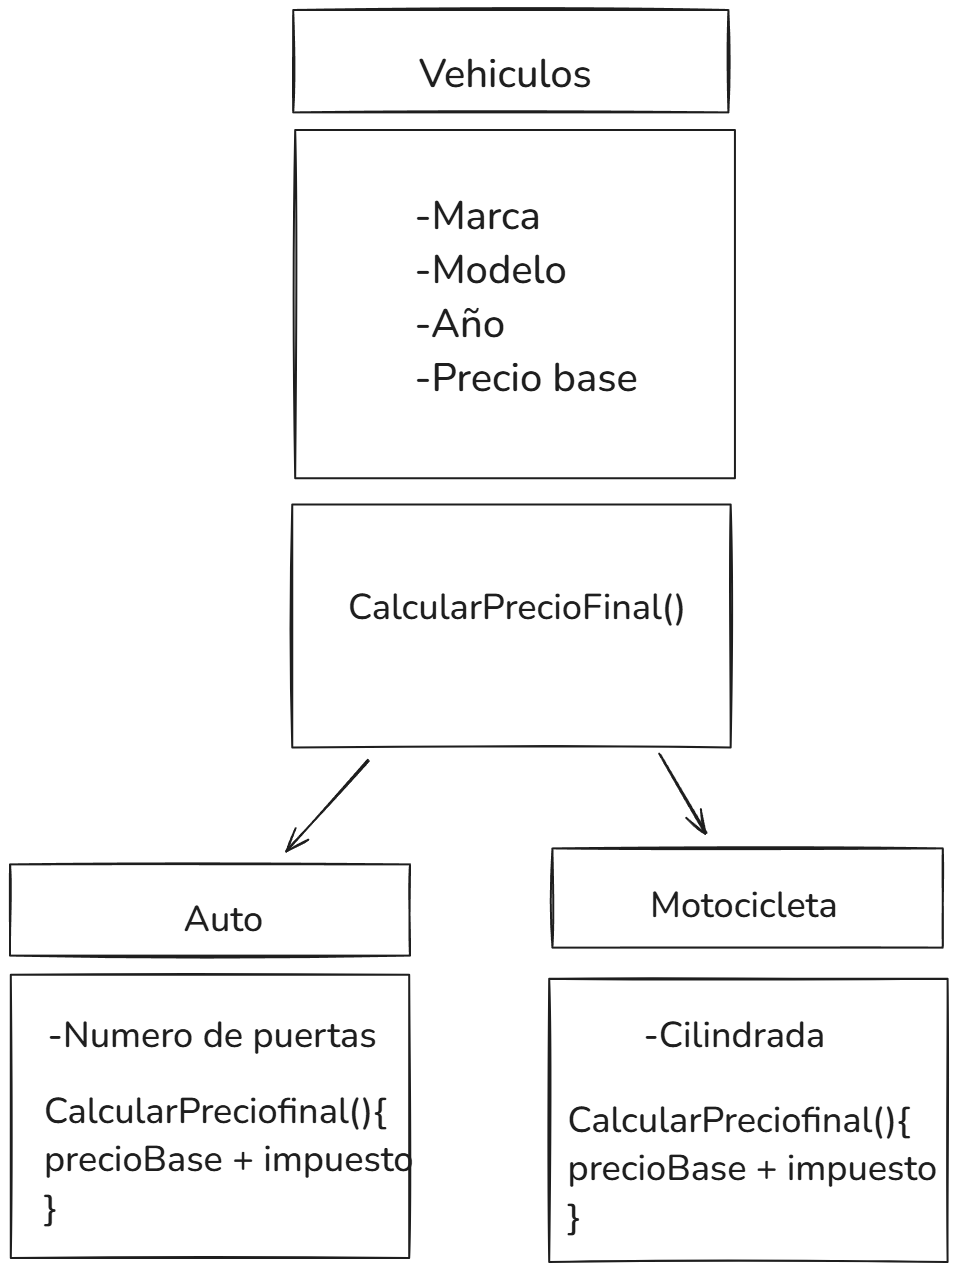 Vehiculos
-Marca
-Modelo
-Año
-Precio base
CalcularPrecioFinal()
Auto
-Numero de puertas
CalcularPreciofinal(){
precioBase + impuesto
}
Motocicleta
-Cilindrada
CalcularPreciofinal(){
precioBase + impuesto
}